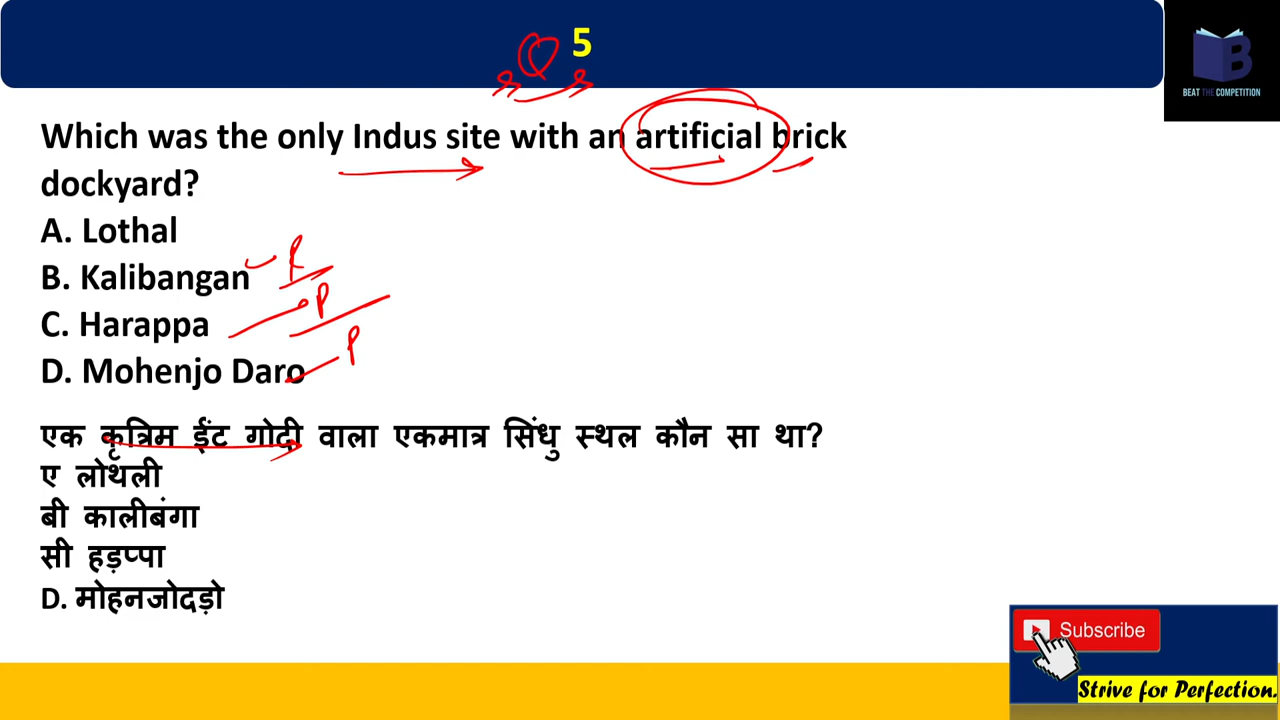 5
Which was the only Indus site with an artificial brick
dockyard?
A. Lothal
B. Kalibangan
R
C. Harappa
P
D. Mohenjo Daro
P
एक कृत्रिम ईंट गोदी वाला एकमात्र सिंधु स्थल कौन सा था?
ए लोथली
बी कालीबंगा
सी हड़प्पा
D. मोहनजोदड़ो
B
BEAT THE COMPETITION
Subscribe
Strive for Perfection.